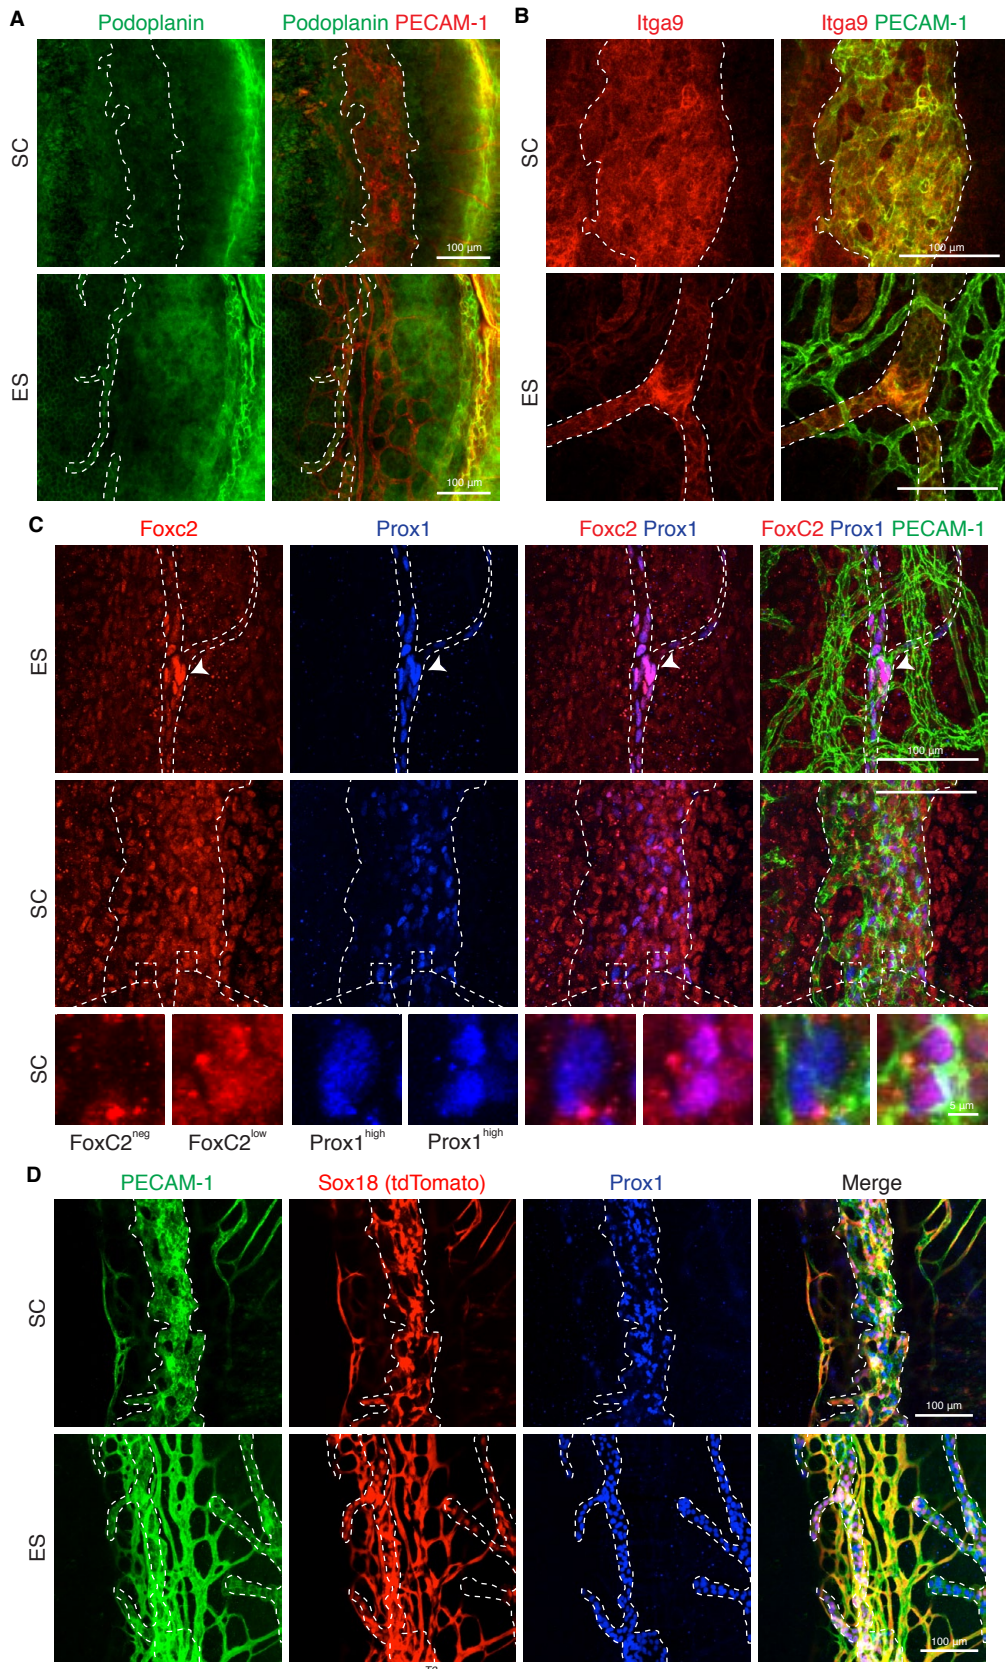 A
Podoplanin
Podoplanin PECAM-1
B
Itga9
Itga9 PECAM-1
SC
100 µm
100 µm
ES
100 µm
C
Foxc2
Prox1
Foxc2 Prox1
FoxC2 Prox1 PECAM-1
ES
100 µm
SC
SC
5 µm
FoxC2neg
FoxC2low
Prox1high
Prox1high
D
PECAM-1
Sox18 (tdTomato)
Prox1
Merge
SC
100 µm
ES
100 µm